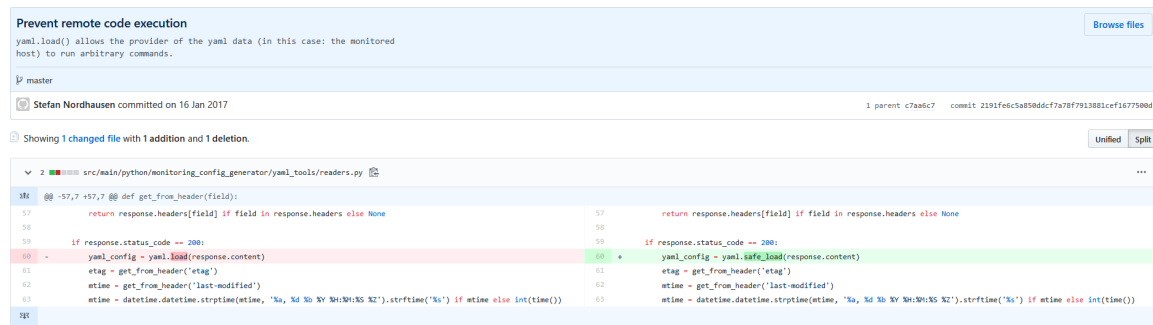 Prevent remote code execution
Browse files
yaml.load() allows the provider of the yaml data (in this case: the monitored
host) to run arbitrary commands.
master
Stefan Nordhausen committed on 16 Jan 2017
1 parent c7aa6c7 commit 2191fe6c5a850ddcf7a78f7913881cef1677500d
Showing 1 changed file with 1 addition and 1 deletion.
Unified Split
2 src/main/python/monitoring_config_generator/yaml_tools/readers.py
@@ -57,7 +57,7 @@ def get_from_header(field):
57 return response.headers[field] if field in response.headers else None
58
59 if response.status_code == 200:
60 - yaml_config = yaml.load(response.content)
61 etag = get_from_header('etag')
62 mtime = get_from_header('last-modified')
63 mtime = datetime.datetime.strptime(mtime, '%a, %d %b %Y %H:%M:%S %Z').strftime('%s') if mtime else int(time())
57 return response.headers[field] if field in response.headers else None
58
59 if response.status_code == 200:
60 + yaml_config = yaml.safe_load(response.content)
61 etag = get_from_header('etag')
62 mtime = get_from_header('last-modified')
63 mtime = datetime.datetime.strptime(mtime, '%a, %d %b %Y %H:%M:%S %Z').strftime('%s') if mtime else int(time())